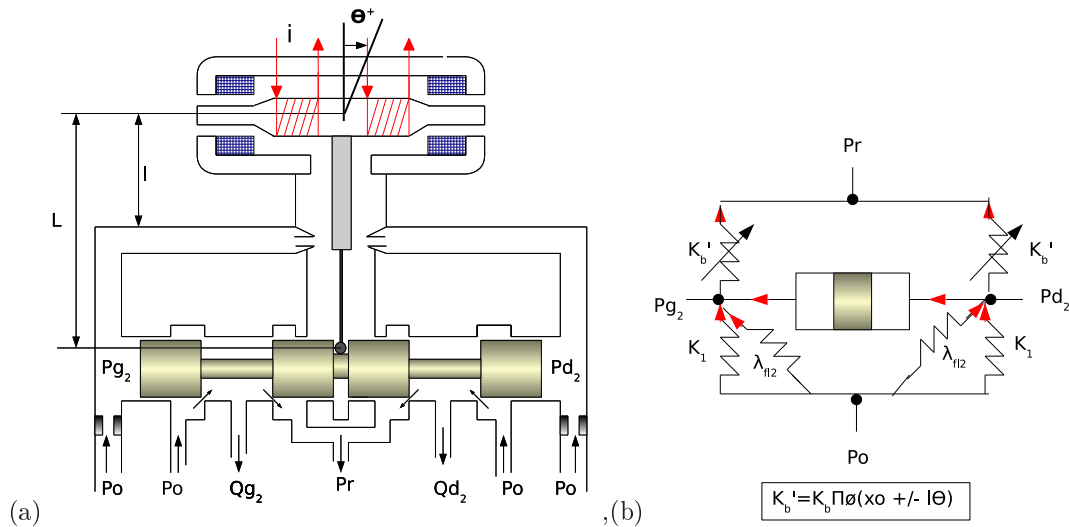 i
Ө⁺
l
L
Pg₂
Pd₂
Po
Po
Qg₂
Pr
Qd₂
Po
Po
(a)
Pr
K_b'
K_b'
Pg₂
Pd₂
K₁
λ_fl2
λ_fl2
K₁
Po
K_b'=K_bΠø(xo +/- lӨ)
,(b)